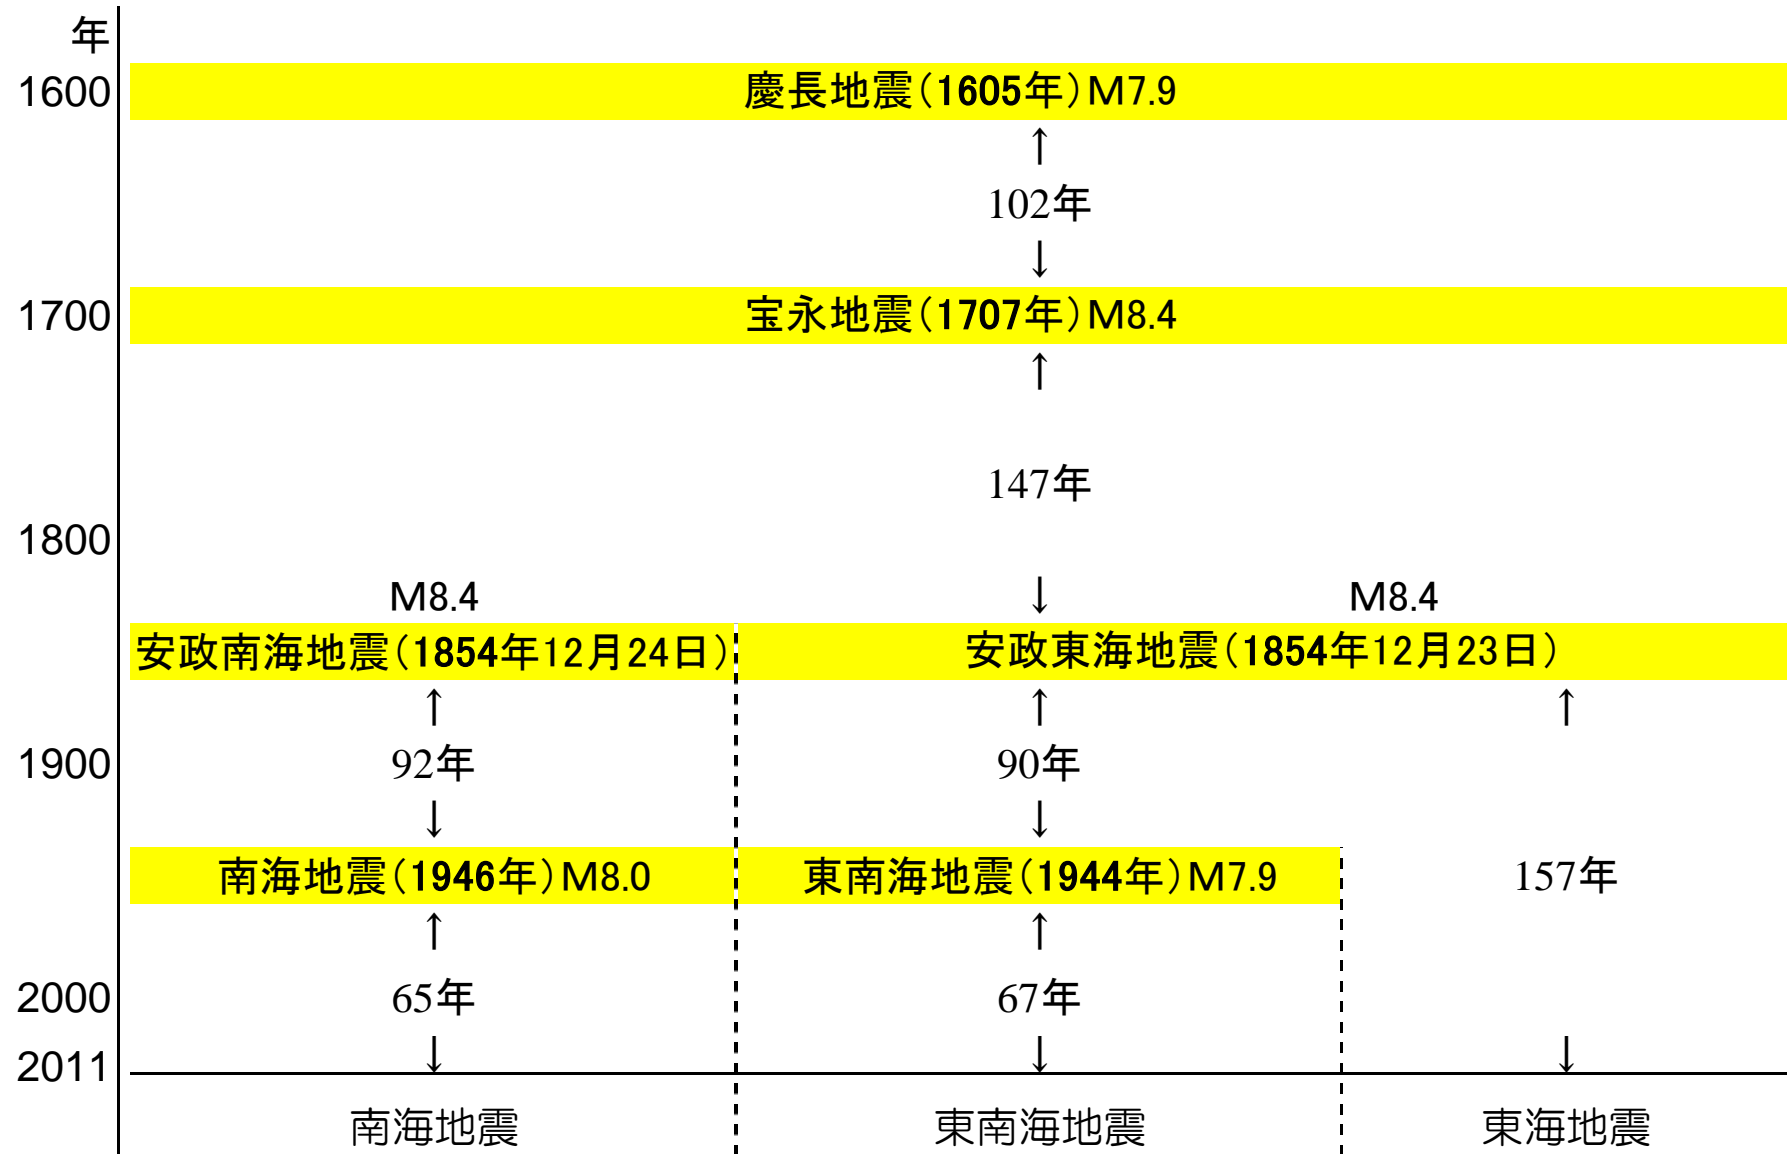 年
1600
慶長地震(1605年)M7.9
↑
102年
↓
1700
宝永地震(1707年)M8.4
↑
147年
1800
↓
M8.4
M8.4
安政南海地震(1854年12月24日)
安政東海地震(1854年12月23日)
↑
↑
↑
1900
92年
90年
↓
↓
南海地震(1946年)M8.0
東南海地震(1944年)M7.9
157年
↑
↑
2000
65年
67年
↓
↓
↓
2011
南海地震
東南海地震
東海地震